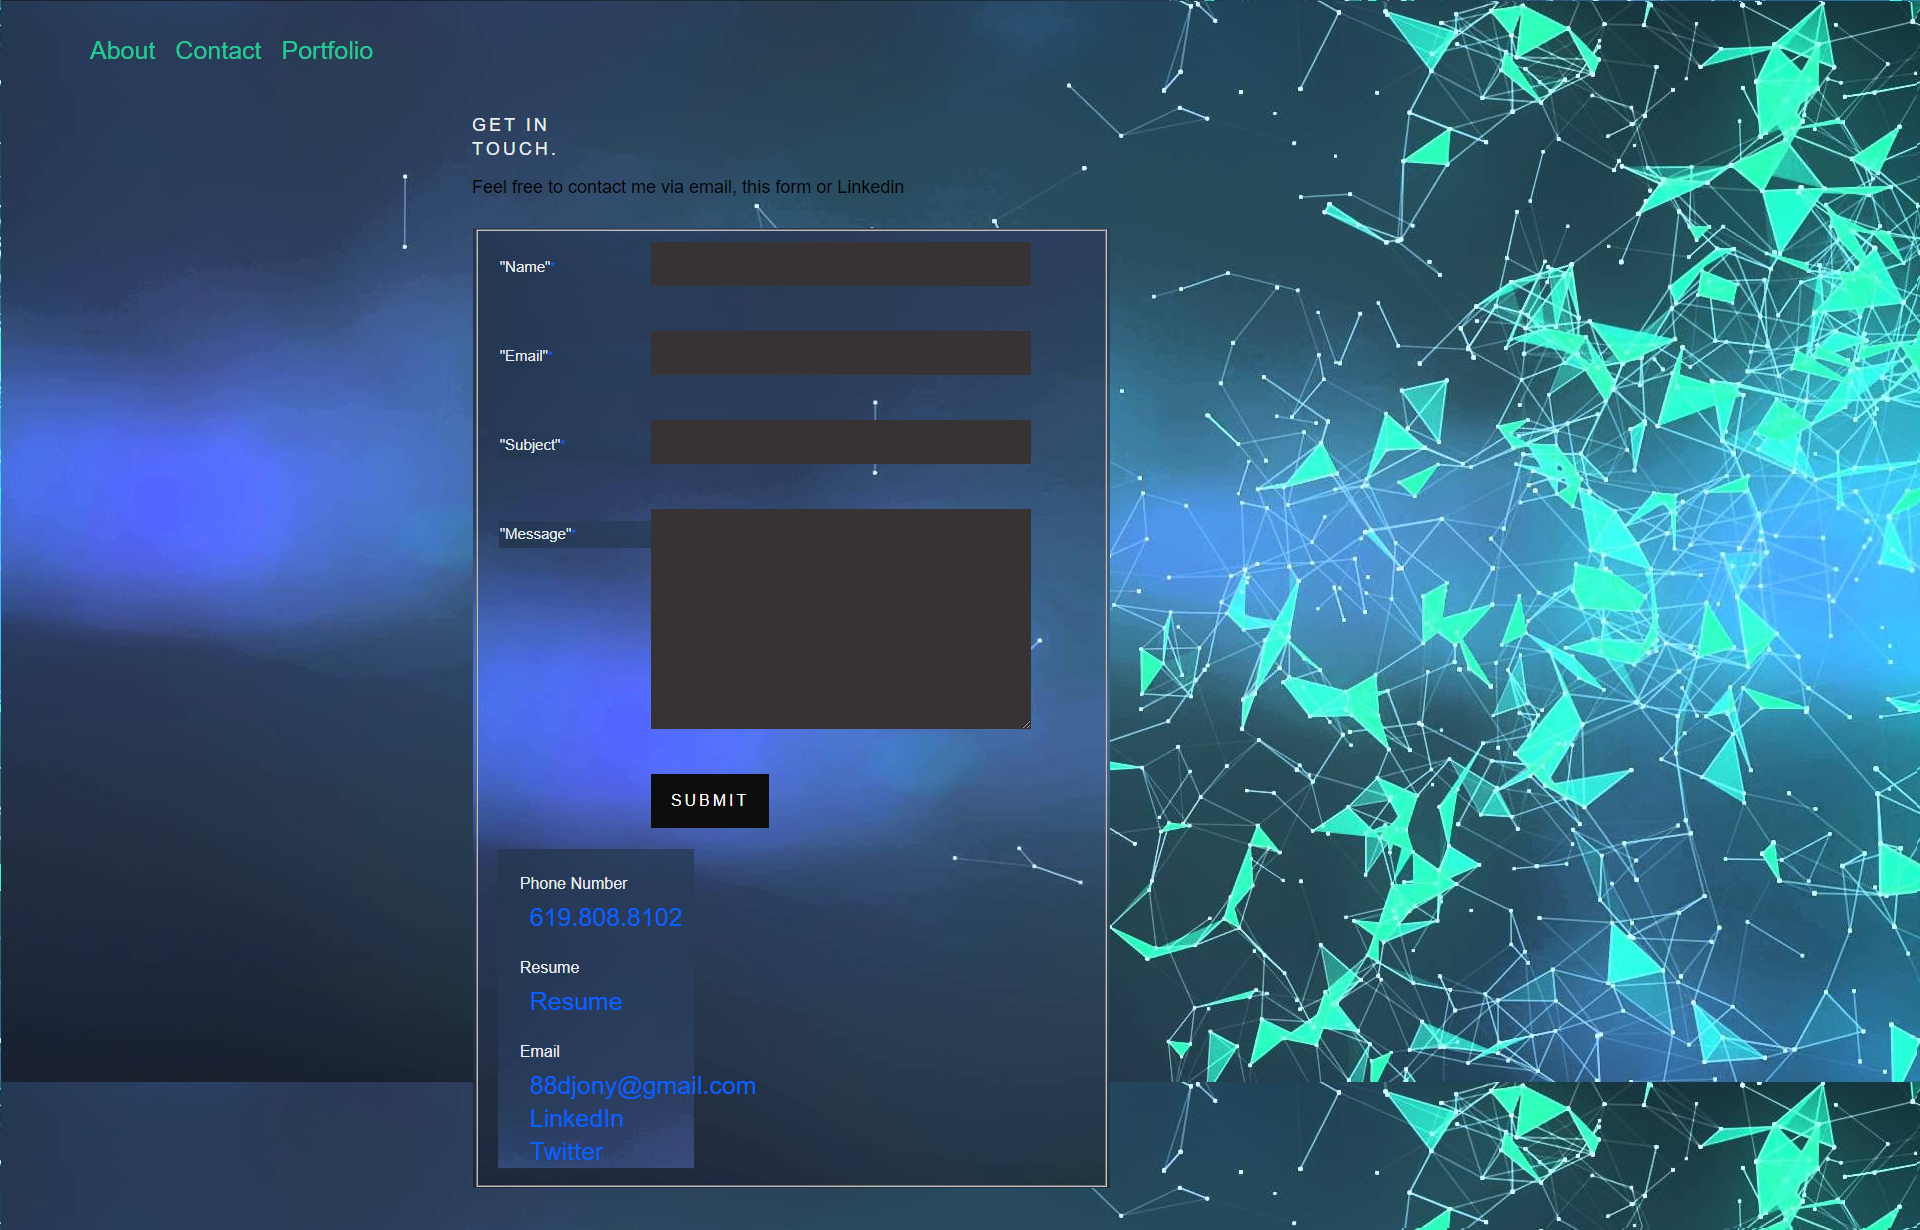 About Contact Portfolio
GET IN
TOUCH.
Feel free to contact me via email, this form or Linkedin
"Name"*
"Email"*
"Subject"*
"Message"*
SUBMIT
Phone Number
619.808.8102
Resume
Resume
Email
88djony@gmail.com
LinkedIn
Twitter